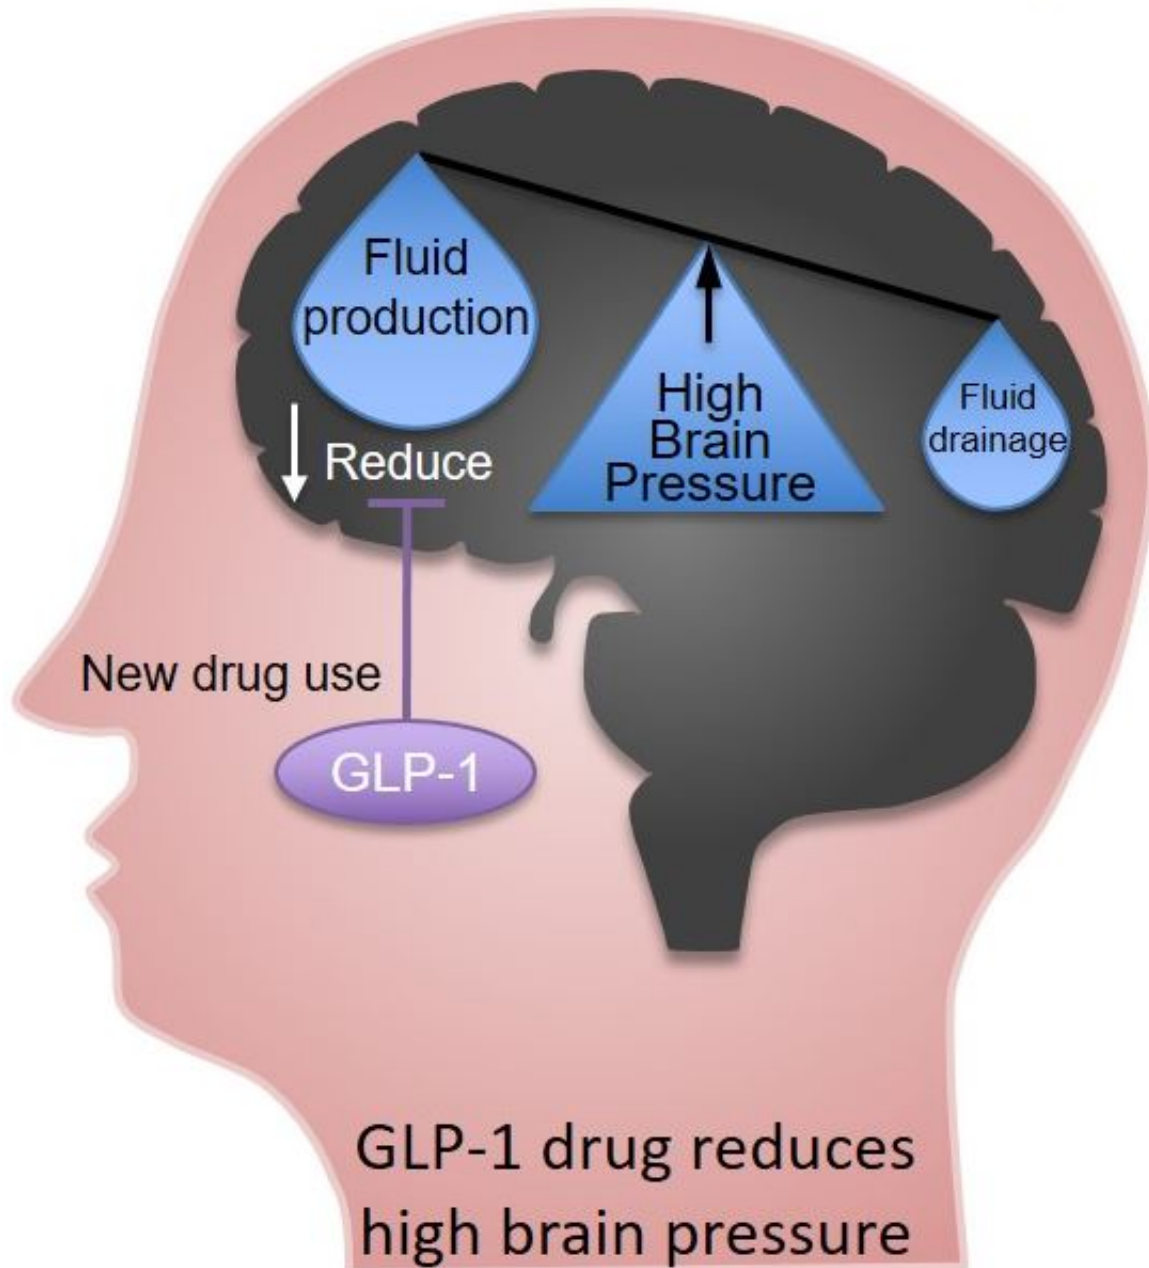 Fluid
production
High
Brain
Pressure
Fluid
drainage
Reduce
New drug use
GLP-1
GLP-1 drug reduces
high brain pressure